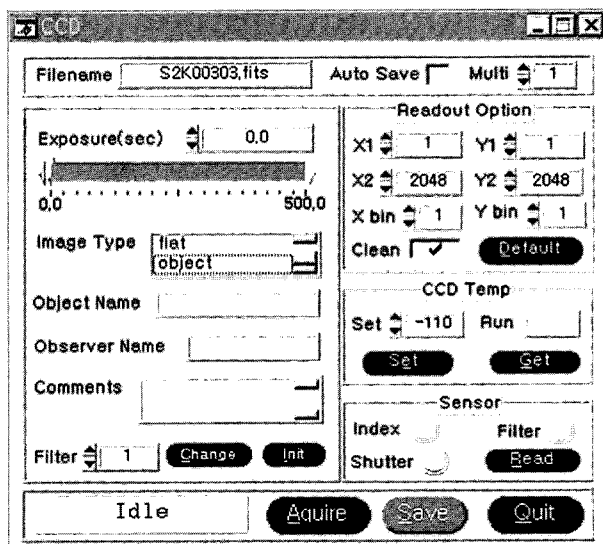 CCD
Filename S2K00303.fits Auto Save Multi 1
Exposure(sec) 0.0
0.0 500.0
Image Type flat
object
Object Name
Observer Name
Comments
Filter 1 Change Init
Readout Option
X1 1 Y1 1
X2 2048 Y2 2048
X bin 1 Y bin 1
Clean Default
CCD Temp
Set -110 Run
Set Get
Sensor
Index Filter
Shutter Read
Idle Aquire Save Quit